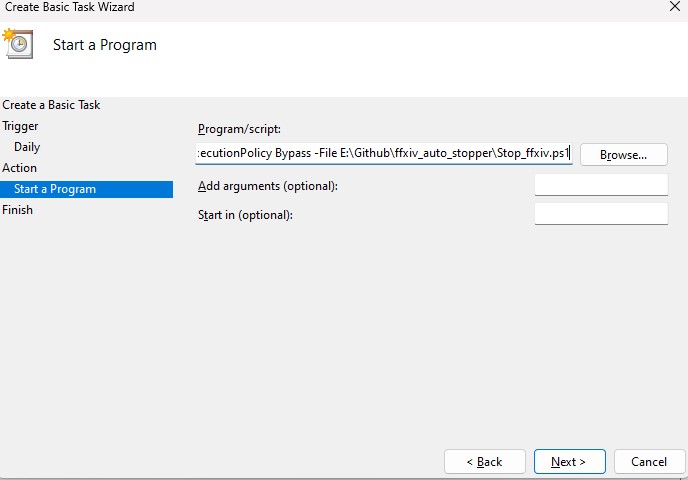 Create Basic Task Wizard
Start a Program
Create a Basic Task
Trigger
Daily
Action
Start a Program
Finish
Program/script:
:ecutionPolicy Bypass -File E:\Github\ffxiv_auto_stopper\Stop_ffxiv.ps1
Browse...
Add arguments (optional):
Start in (optional):
< Back
Next >
Cancel